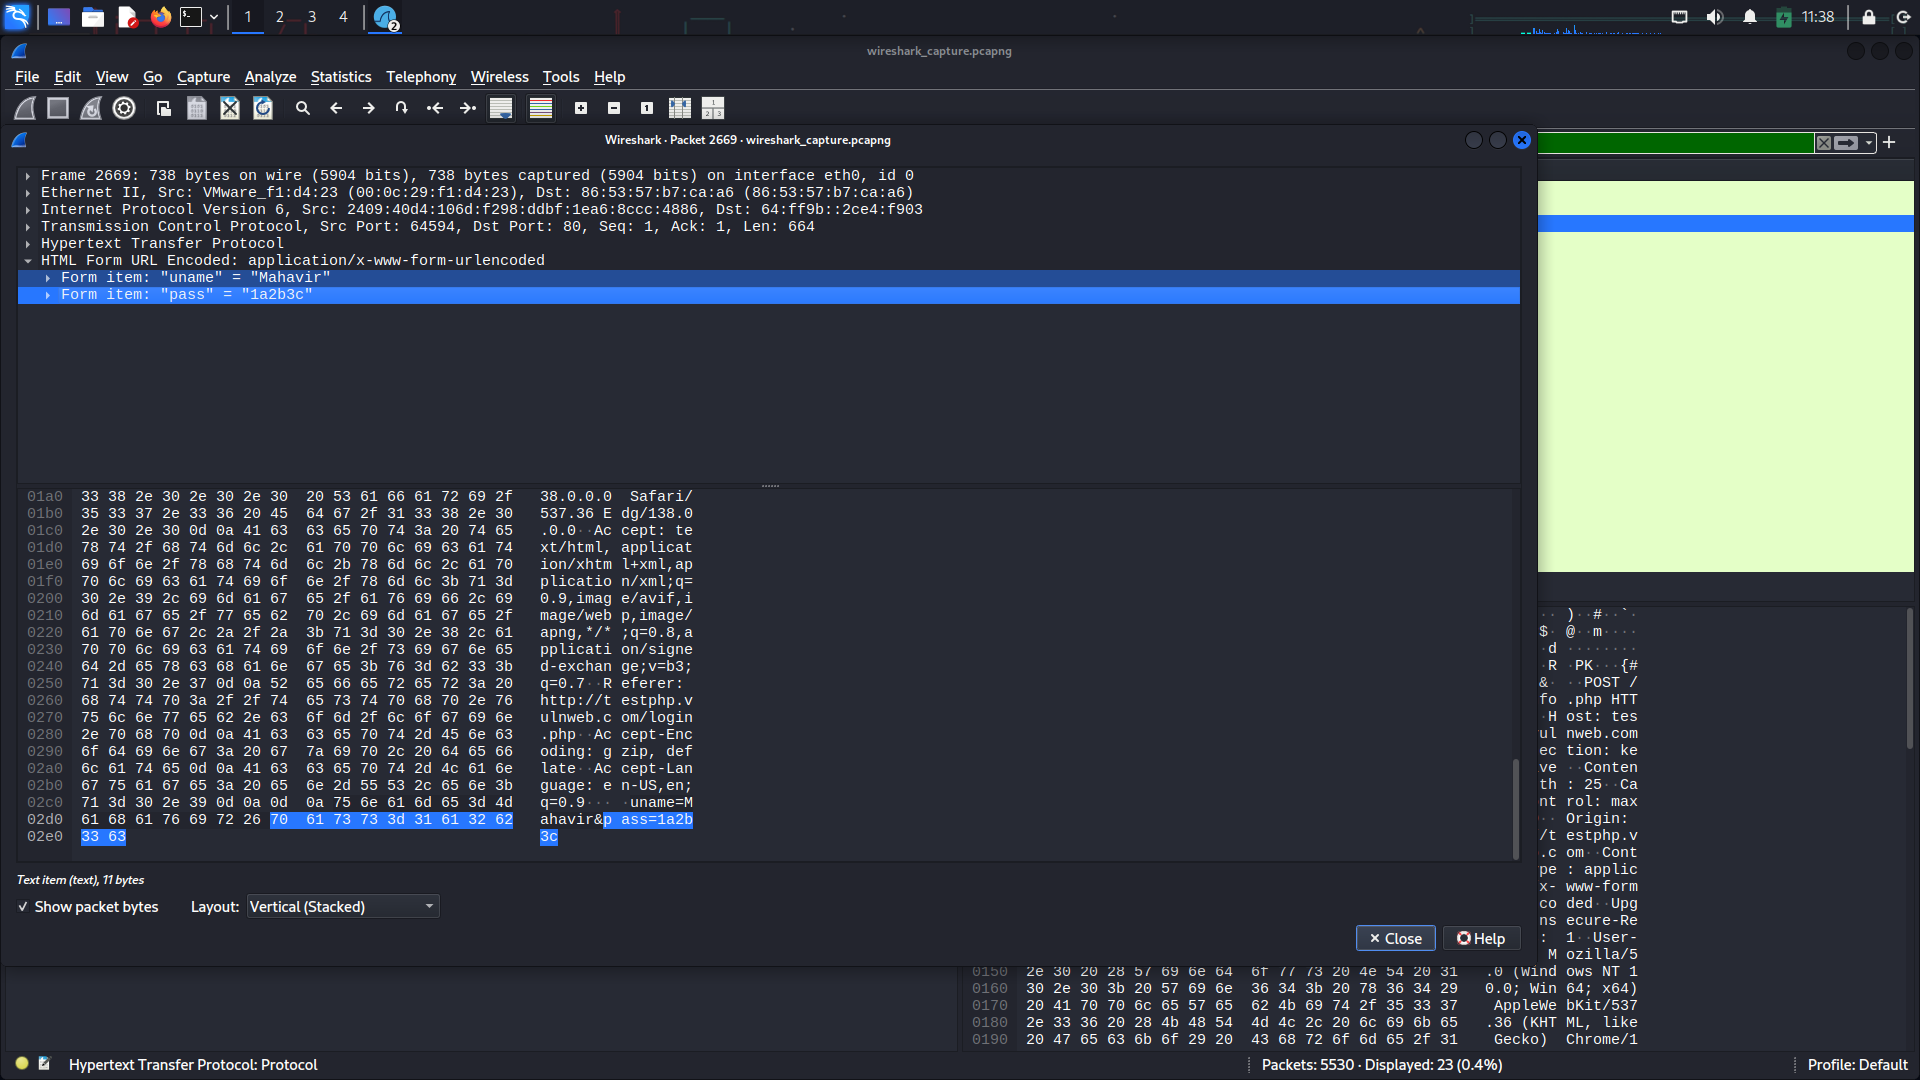 1 2 3 4 2 11:38
wireshark_capture.pcapng
File Edit View Go Capture Analyze Statistics Telephony Wireless Tools Help
Wireshark · Packet 2669 · wireshark_capture.pcapng
Frame 2669: 738 bytes on wire (5904 bits), 738 bytes captured (5904 bits) on interface eth0, id 0
Ethernet II, Src: VMware_f1:d4:23 (00:0c:29:f1:d4:23), Dst: 86:53:57:b7:ca:a6 (86:53:57:b7:ca:a6)
Internet Protocol Version 6, Src: 2409:40d4:106d:f298:ddbf:1ea6:8ccc:4886, Dst: 64:ff9b::2ce4:f903
Transmission Control Protocol, Src Port: 64594, Dst Port: 80, Seq: 1, Ack: 1, Len: 664
Hypertext Transfer Protocol
HTML Form URL Encoded: application/x-www-form-urlencoded
Form item: "uname" = "Mahavir"
Form item: "pass" = "1a2b3c"
01a0 33 38 2e 30 2e 30 2e 30 20 53 61 66 61 72 69 2f 38.0.0.0 Safari/
01b0 35 33 37 2e 33 36 20 45 64 67 2f 31 33 38 2e 30 537.36 E dg/138.0
01c0 2e 30 2e 30 0d 0a 41 63 63 65 70 74 3a 20 74 65 .0.0··Ac cept: te
01d0 78 74 2f 68 74 6d 6c 2c 61 70 70 6c 69 63 61 74 xt/html, applicat
01e0 69 6f 6e 2f 78 68 74 6d 6c 2b 78 6d 6c 2c 61 70 ion/xhtm l+xml,ap
01f0 70 6c 69 63 61 74 69 6f 6e 2f 78 6d 6c 3b 71 3d plicatio n/xml;q=
0200 30 2e 39 2c 69 6d 61 67 65 2f 61 76 69 66 2c 69 0.9,imag e/avif,i
0210 6d 61 67 65 2f 77 65 62 70 2c 69 6d 61 67 65 2f mage/web p,image/
0220 61 70 6e 67 2c 2a 2f 2a 3b 71 3d 30 2e 38 2c 61 apng,*/* ;q=0.8,a
0230 70 70 6c 69 63 61 74 69 6f 6e 2f 73 69 67 6e 65 pplicati on/signe
0240 64 2d 65 78 63 68 61 6e 67 65 3b 76 3d 62 33 3b d-exchan ge;v=b3;
0250 71 3d 30 2e 37 0d 0a 52 65 66 65 72 65 72 3a 20 q=0.7··R eferer:
0260 68 74 74 70 3a 2f 2f 74 65 73 74 70 68 70 2e 76 http://t estphp.v
0270 75 6c 6e 77 65 62 2e 63 6f 6d 2f 6c 6f 67 69 6e ulnweb.c om/login
0280 2e 70 68 70 0d 0a 41 63 63 65 70 74 2d 45 6e 63 .php··Ac cept-Enc
0290 6f 64 69 6e 67 3a 20 67 7a 69 70 2c 20 64 65 66 oding: g zip, def
02a0 6c 61 74 65 0d 0a 41 63 63 65 70 74 2d 4c 61 6e late··Ac cept-Lan
02b0 67 75 61 67 65 3a 20 65 6e 2d 55 53 2c 65 6e 3b guage: e n-US,en;
02c0 71 3d 30 2e 39 0d 0a 0d 0a 75 6e 61 6d 65 3d 4d q=0.9··· ·uname=M
02d0 61 68 61 76 69 72 26 70 61 73 73 3d 31 61 32 62 ahavir&p ass=1a2b
02e0 33 63 3c
Text item (text), 11 bytes
Show packet bytes Layout: Vertical (Stacked)
Close Help
·· )·#··`·
$· @··m····
·d ········
·R ·PK···{#
& · ··POST /
fo .php HTT
·H ost: tes
ul nweb.com
ec tion: ke
ve ··Conten
th : 25··Ca
nt rol: max
· Origin:
/t estphp.v
.c om··Cont
pe : applic
x- www-form
co ded··Upg
ns ecure-Re
: 1··User-
M ozilla/5
0150 2e 30 20 28 57 69 6e 64 6f 77 73 20 4e 54 20 31 .0 (Wind ows NT 1
0160 30 2e 30 3b 20 57 69 6e 36 34 3b 20 78 36 34 29 0.0; Win 64; x64)
0170 20 41 70 70 6c 65 57 65 62 4b 69 74 2f 35 33 37 AppleWe bKit/537
0180 2e 33 36 20 28 4b 48 54 4d 4c 2c 20 6c 69 6b 65 .36 (KHT ML, like
0190 20 47 65 63 6b 6f 29 20 43 68 72 6f 6d 65 2f 31 Gecko) Chrome/1
Hypertext Transfer Protocol: Protocol
Packets: 5530 · Displayed: 23 (0.4%)
Profile: Default